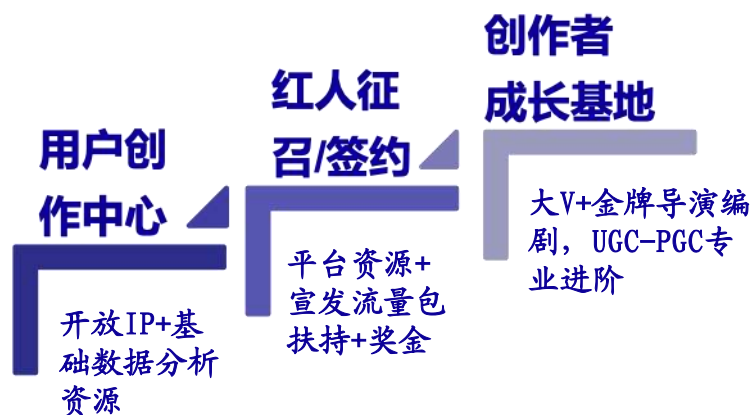 用户创
作中心
开放IP+基
础数据分析
资源
红人征
召/签约
平台资源+
宣发流量包
扶持+奖金
创作者
成长基地
大V+金牌导演编
剧，UGC-PGC专
业进阶